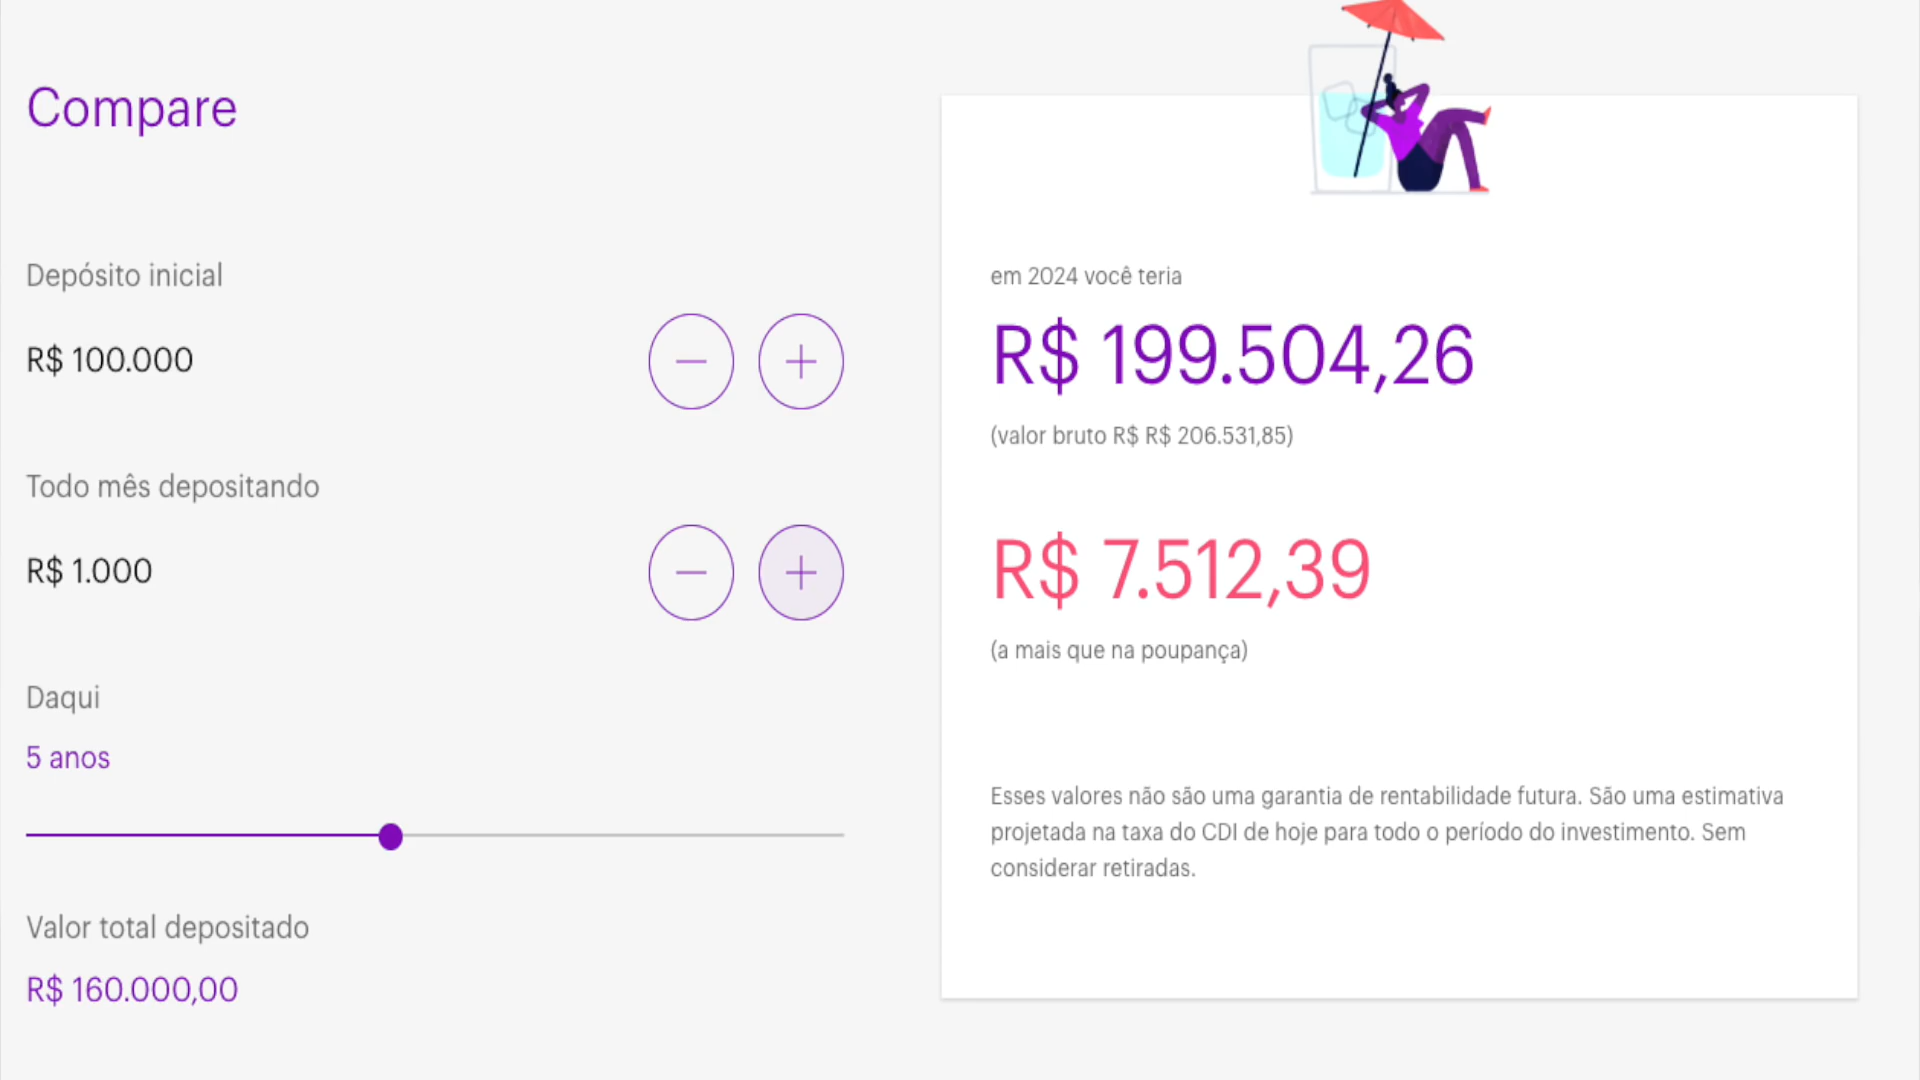 Compare
Depósito inicial
R$ 100.000
Todo mês depositando
R$ 1.000
Daqui
5 anos
Valor total depositado
R$ 160.000,00
em 2024 você teria
R$ 199.504,26
(valor bruto R$ R$ 206.531,85)
R$ 7.512,39
(a mais que na poupança)
Esses valores não são uma garantia de rentabilidade futura. São uma estimativa
projetada na taxa do CDI de hoje para todo o período do investimento. Sem
considerar retiradas.